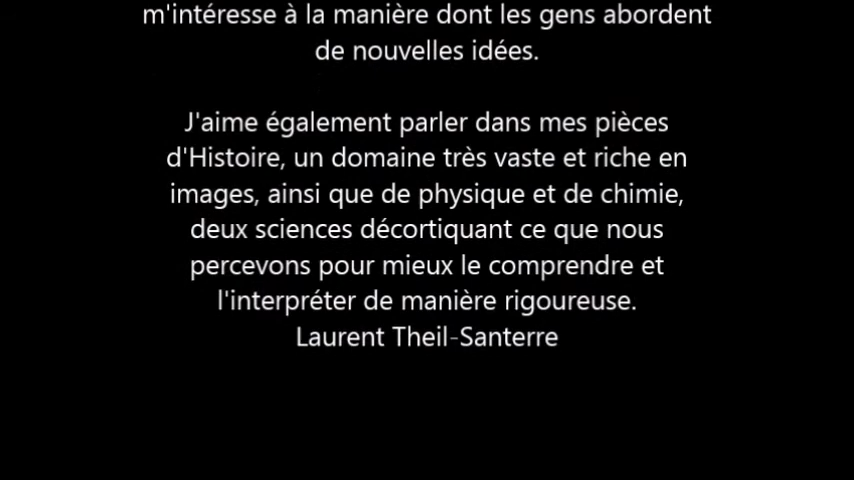 m'intéresse à la manière dont les gens abordent
de nouvelles idées.
J'aime également parler dans mes pièces
d'Histoire, un domaine très vaste et riche en
images, ainsi que de physique et de chimie,
deux sciences décortiquant ce que nous
percevons pour mieux le comprendre et
l'interpréter de manière rigoureuse.
Laurent Theil-Santerre